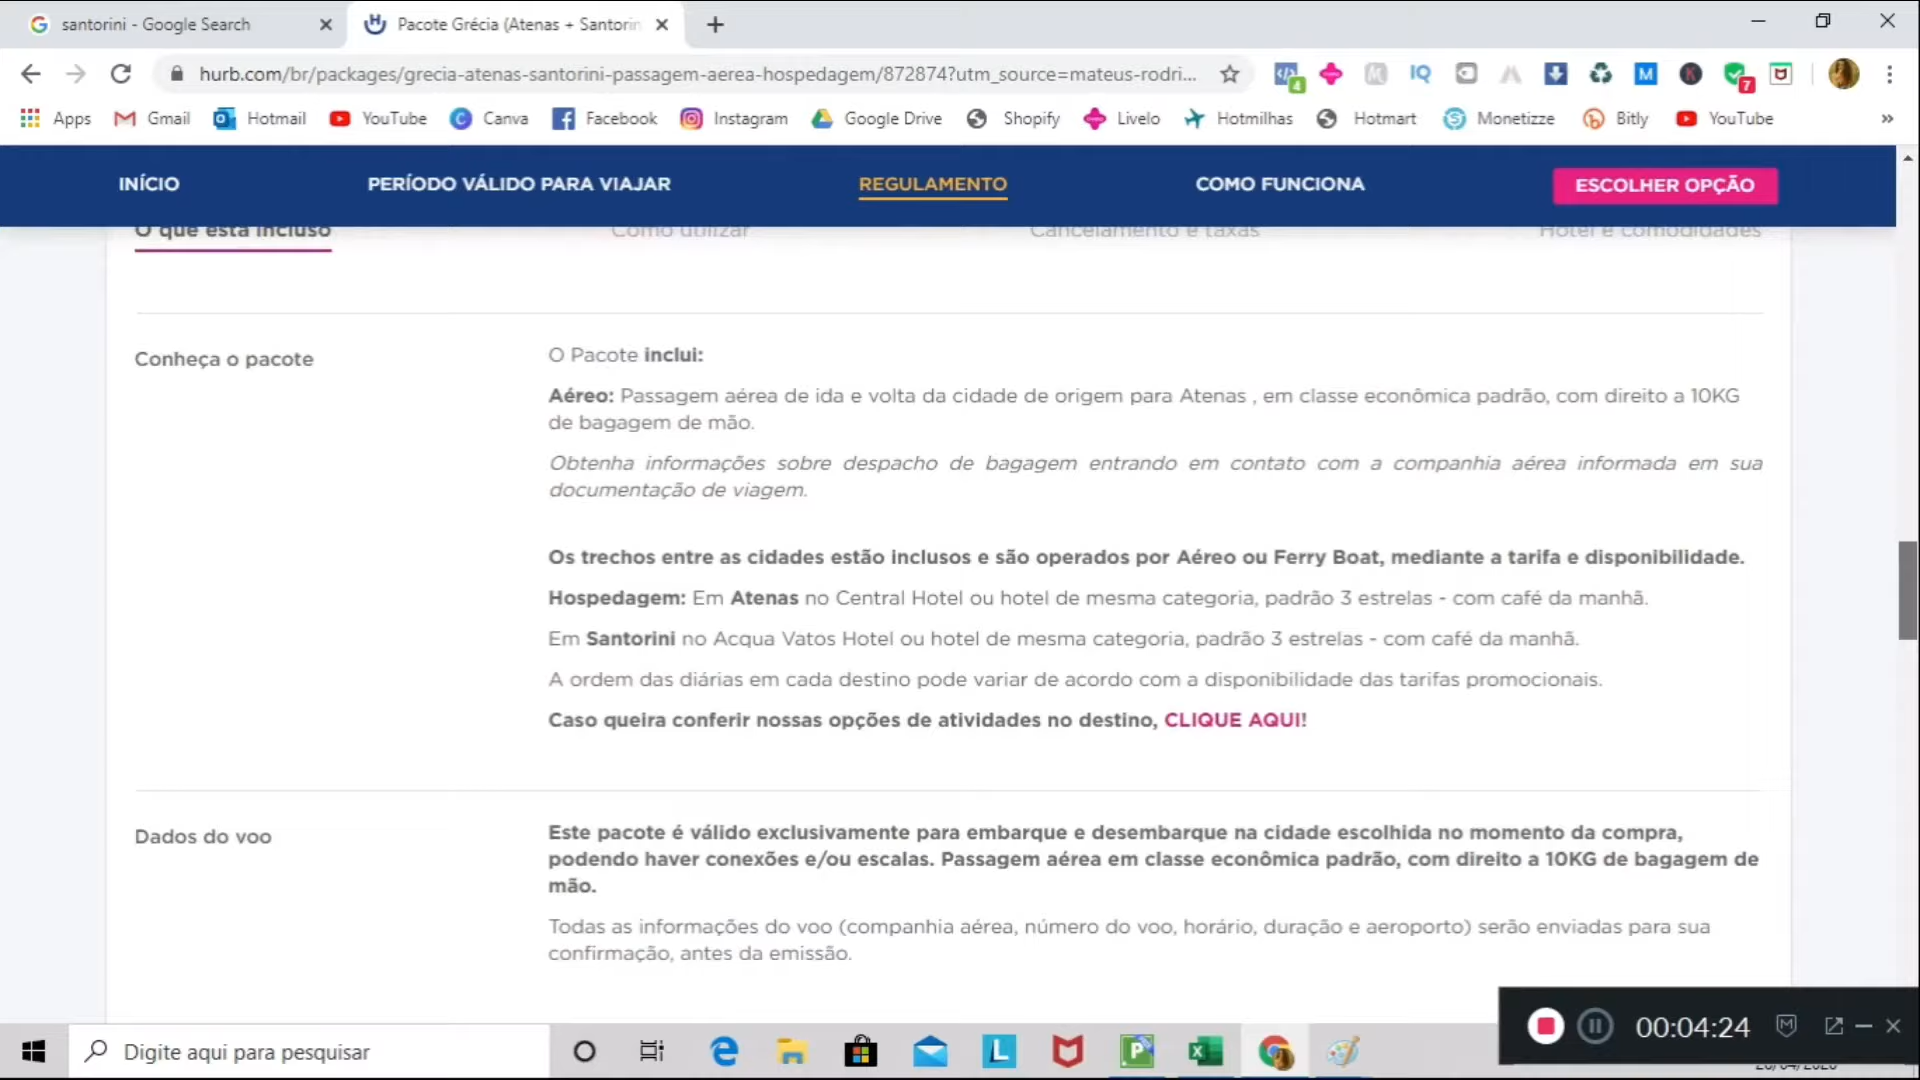 santorini - Google Search
Pacote Grécia (Atenas + Santorin
hurb.com/br/packages/grecia-atenas-santorini-passagem-aerea-hospedagem/872874?utm_source=mateus-rodri...
Apps Gmail Hotmail YouTube Canva Facebook Instagram Google Drive Shopify Livelo Hotmilhas Hotmart Monetizze Bitly YouTube »
INÍCIO PERÍODO VÁLIDO PARA VIAJAR REGULAMENTO COMO FUNCIONA ESCOLHER OPÇÃO
O que está incluso Como utilizar Cancelamento e taxas Hotel e comodidades
Conheça o pacote
O Pacote inclui:
Aéreo: Passagem aérea de ida e volta da cidade de origem para Atenas , em classe econômica padrão, com direito a 10KG
de bagagem de mão.
Obtenha informações sobre despacho de bagagem entrando em contato com a companhia aérea informada em sua
documentação de viagem.
Os trechos entre as cidades estão inclusos e são operados por Aéreo ou Ferry Boat, mediante a tarifa e disponibilidade.
Hospedagem: Em Atenas no Central Hotel ou hotel de mesma categoria, padrão 3 estrelas - com café da manhã.
Em Santorini no Acqua Vatos Hotel ou hotel de mesma categoria, padrão 3 estrelas - com café da manhã.
A ordem das diárias em cada destino pode variar de acordo com a disponibilidade das tarifas promocionais.
Caso queira conferir nossas opções de atividades no destino, CLIQUE AQUI!
Dados do voo
Este pacote é válido exclusivamente para embarque e desembarque na cidade escolhida no momento da compra,
podendo haver conexões e/ou escalas. Passagem aérea em classe econômica padrão, com direito a 10KG de bagagem de
mão.
Todas as informações do voo (companhia aérea, número do voo, horário, duração e aeroporto) serão enviadas para sua
confirmação, antes da emissão.
00:04:24
Digite aqui para pesquisar